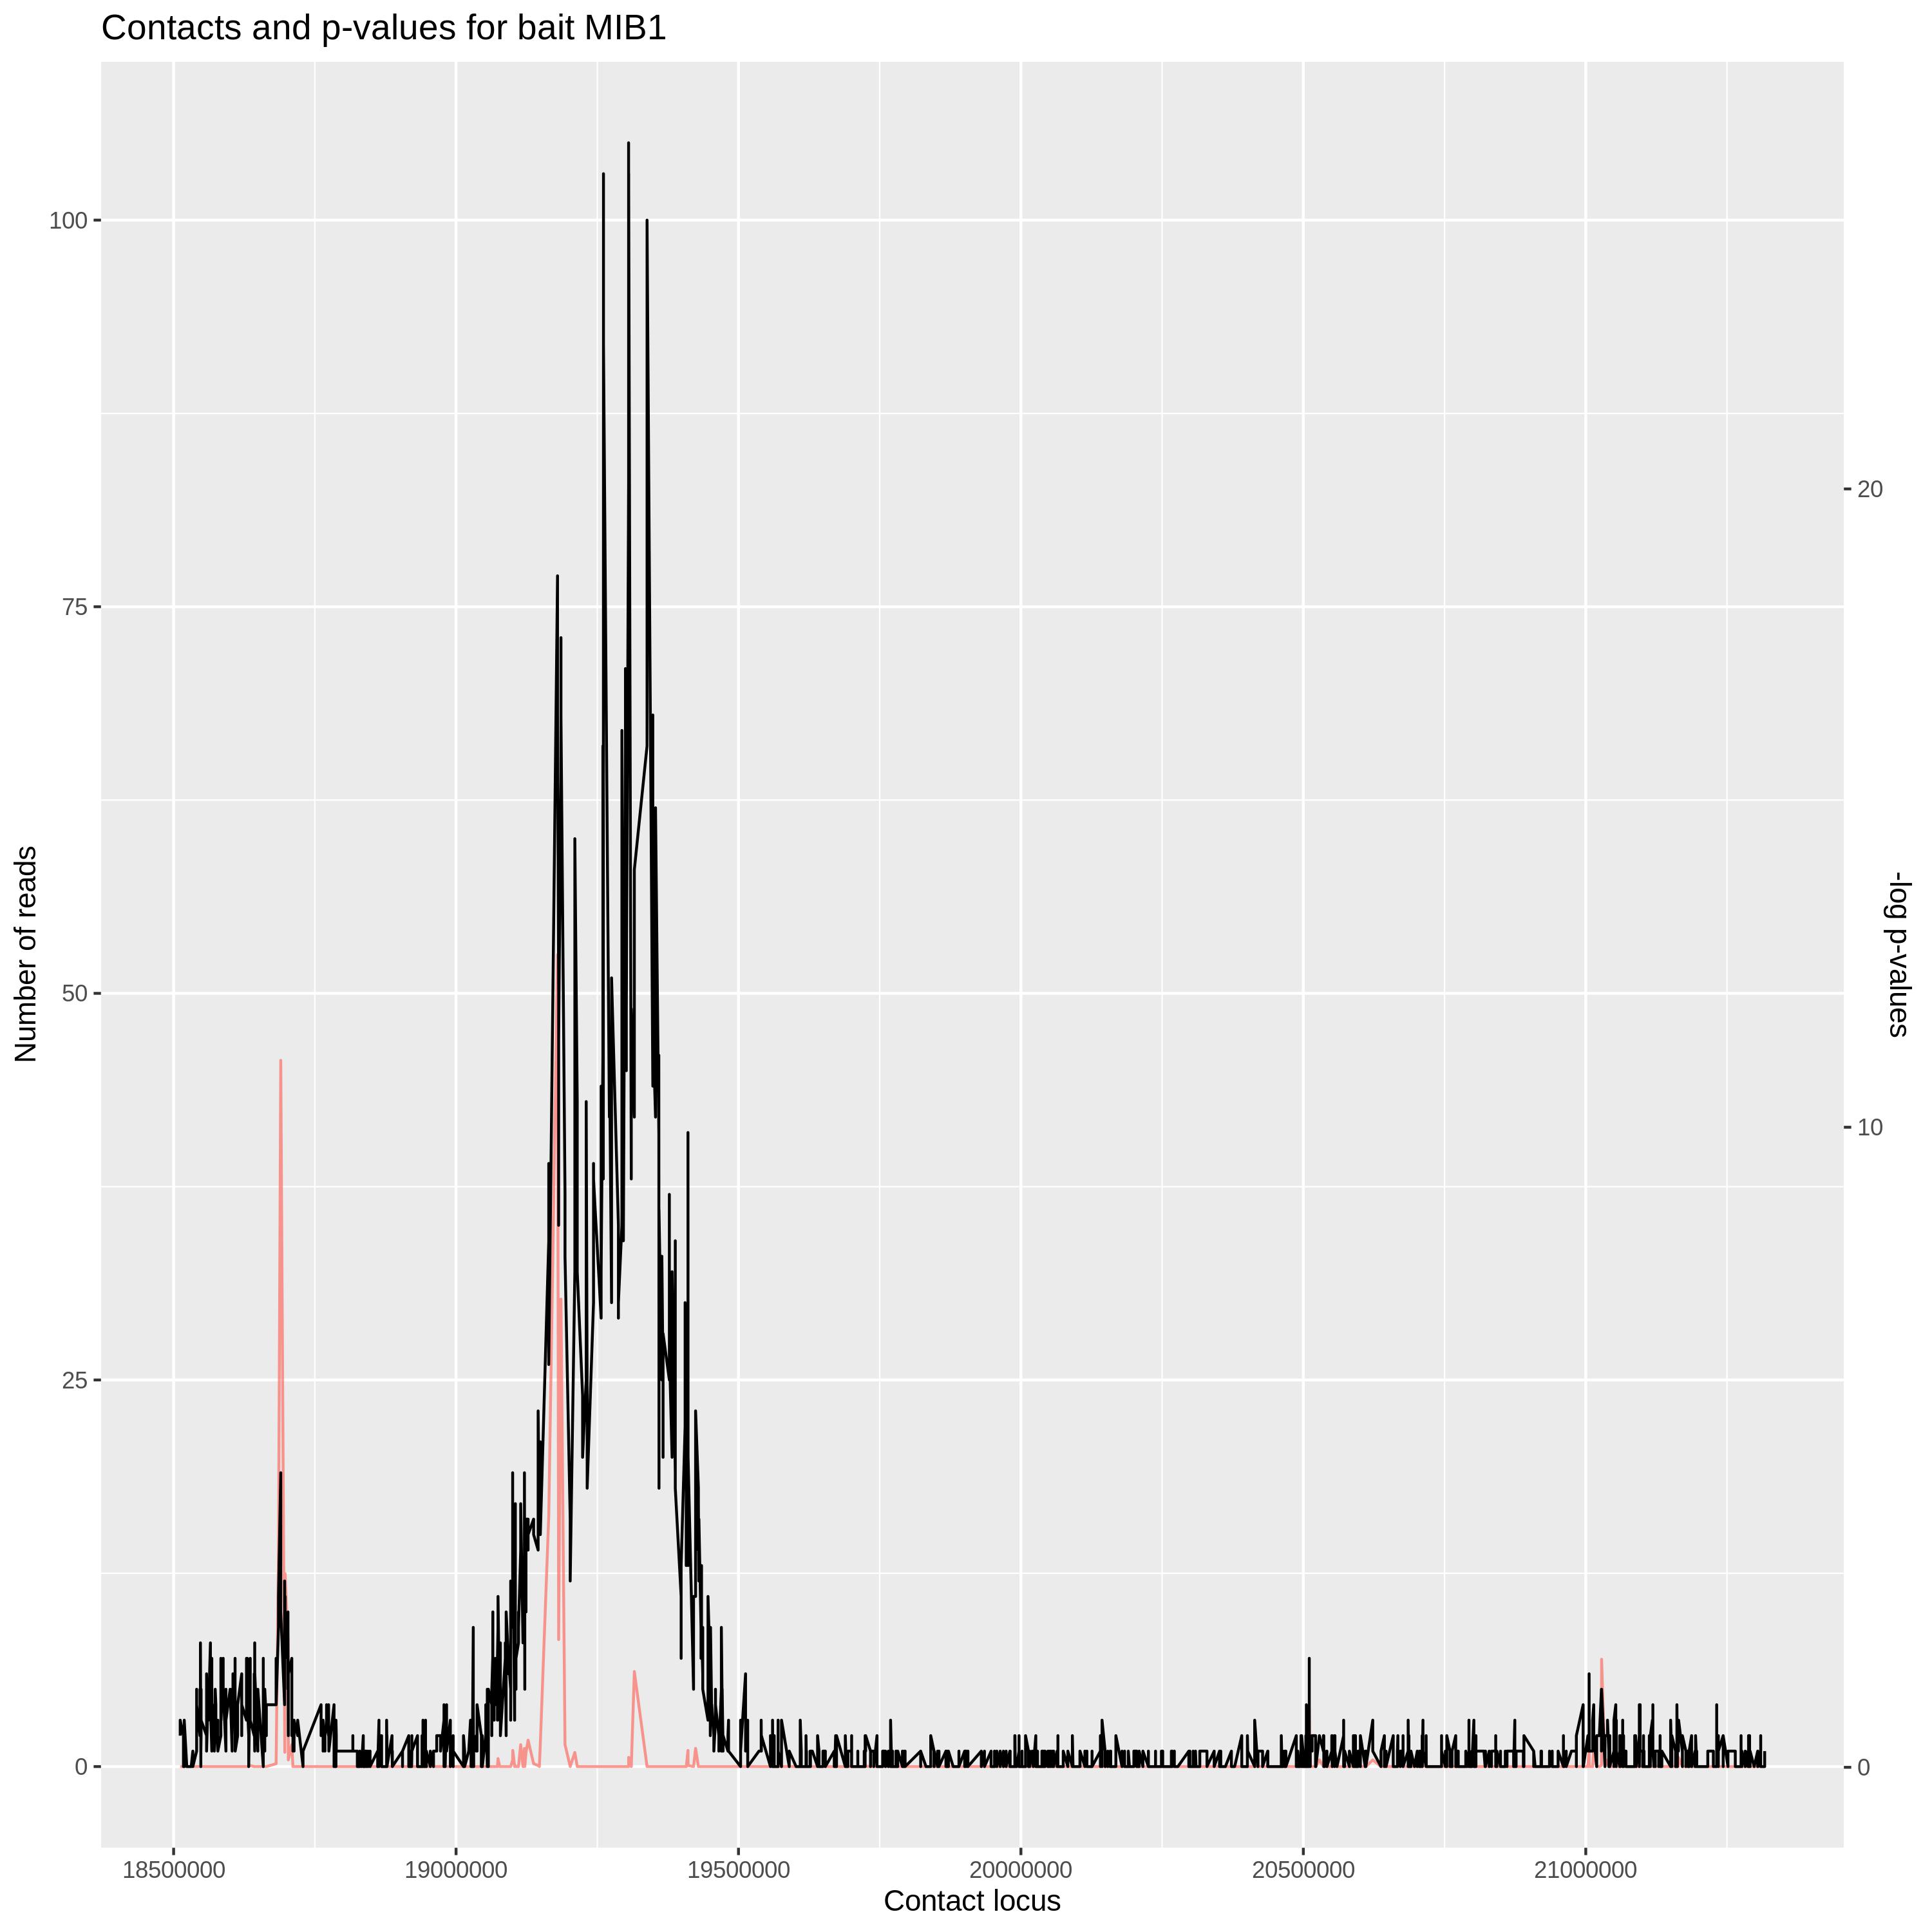 Contacts and p-values for bait MIB1
100
75
50
25
0
Number of reads
20
10
0
-log p-values
18500000 19000000 19500000 20000000 20500000 21000000
Contact locus